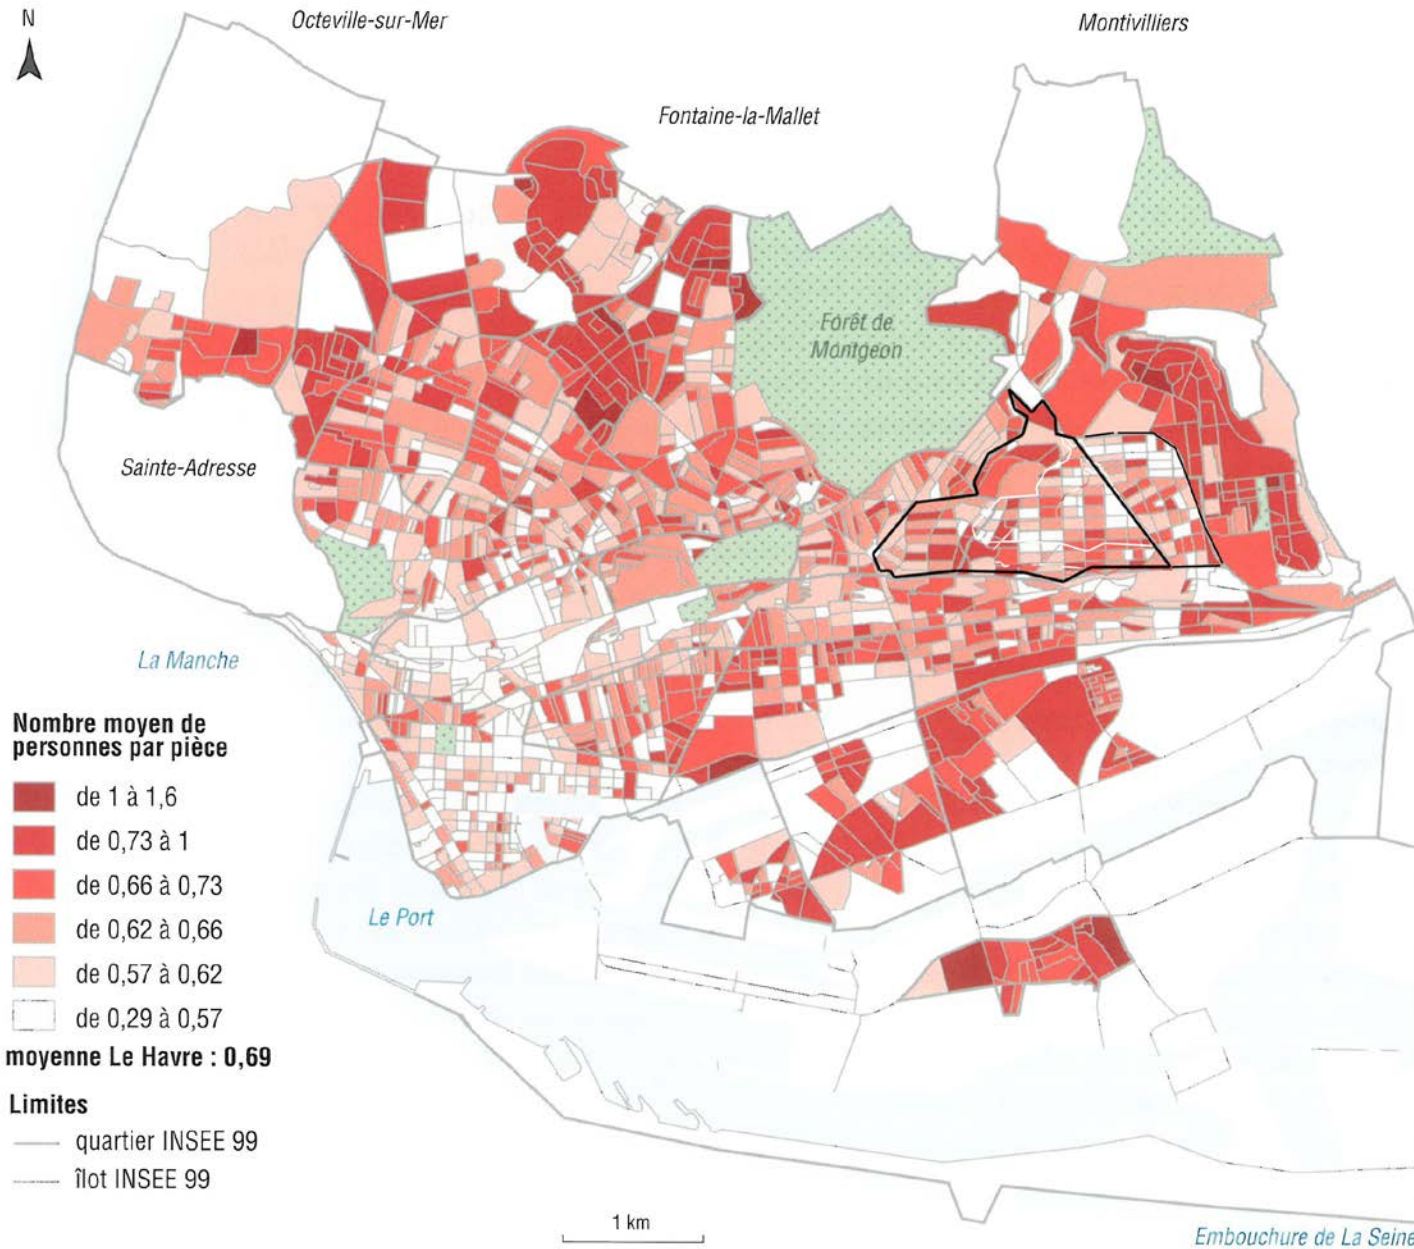 N
Octeville-sur-Mer
Montivilliers
Fontaine-la-Mallet
Forêt de
Montgeon
Sainte-Adresse
La Manche
Nombre moyen de
personnes par pièce
de 1 à 1,6
de 0,73 à 1
de 0,66 à 0,73
de 0,62 à 0,66
de 0,57 à 0,62
de 0,29 à 0,57
moyenne Le Havre : 0,69
Le Port
Limites
quartier INSEE 99
îlot INSEE 99
1 km
Embouchure de La Seine